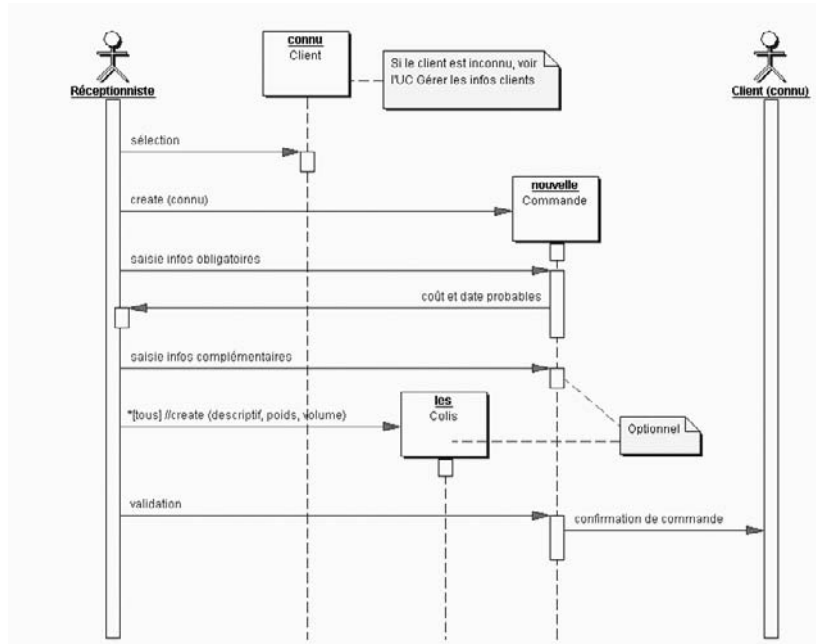 connu
Client
Si le client est inconnu, voir
l'UC Gérer les infos clients
Réceptionniste
Client (connu)
sélection
nouvelle
Commande
create (connu)
saisie infos obligatoires
coût et date probables
saisie infos complémentaires
les
Colis
*[tous] //create (descriptif, poids, volume)
Optionnel
validation
confirmation de commande